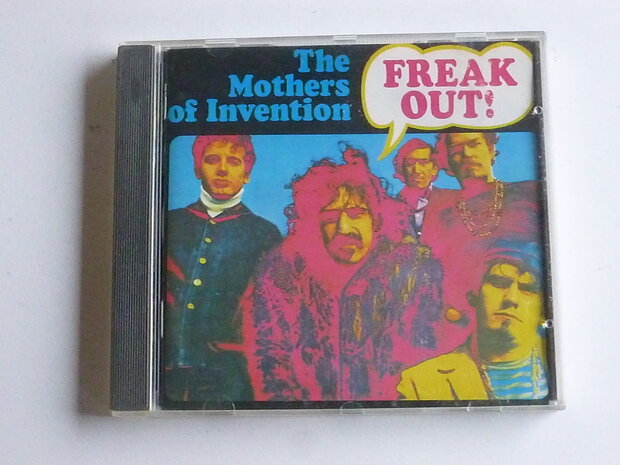 The
Mothers
of Invention
FREAK
OUT!